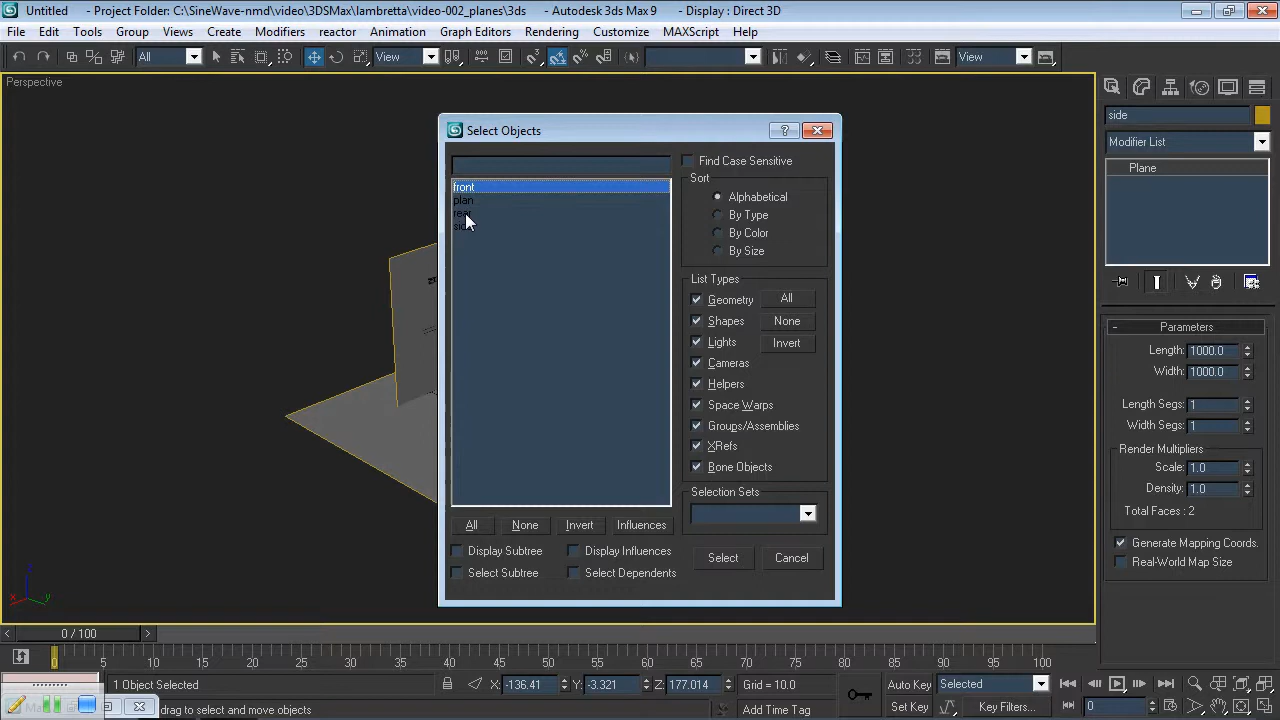 Untitled - Project Folder: C:\SineWave-nmd\video\3DSMax\lambretta\video-002_planes\3ds - Autodesk 3ds Max 9 - Display : Direct 3D
File Edit Tools Group Views Create Modifiers reactor Animation Graph Editors Rendering Customize MAXScript Help
All View View
Perspective
side
Modifier List
Plane
Select Objects
Find Case Sensitive
front
plan
rear
Sort
Alphabetical
By Type
By Color
By Size
List Types
Geometry All
Shapes None
Lights Invert
Cameras
Helpers
Space Warps
Groups/Assemblies
XRefs
Bone Objects
Selection Sets
All None Invert Influences
Display Subtree Display Influences
Select Subtree Select Dependents
Select Cancel
- Parameters
Length: 1000.0
Width: 1000.0
Length Segs: 1
Width Segs: 1
Render Multipliers
Scale: 1.0
Density: 1.0
Total Faces : 2
Generate Mapping Coords.
Real-World Map Size
x y z
< 0 / 100 >
0 5 10 15 20 25 30 35 40 45 50 55 60 65 70 75 80 85 90 95 100
1 Object Selected X: -136.41 Y: -3.321 Z: 177.014 Grid = 10.0 Auto Key Selected
drag to select and move objects Add Time Tag Set Key Key Filters... 0